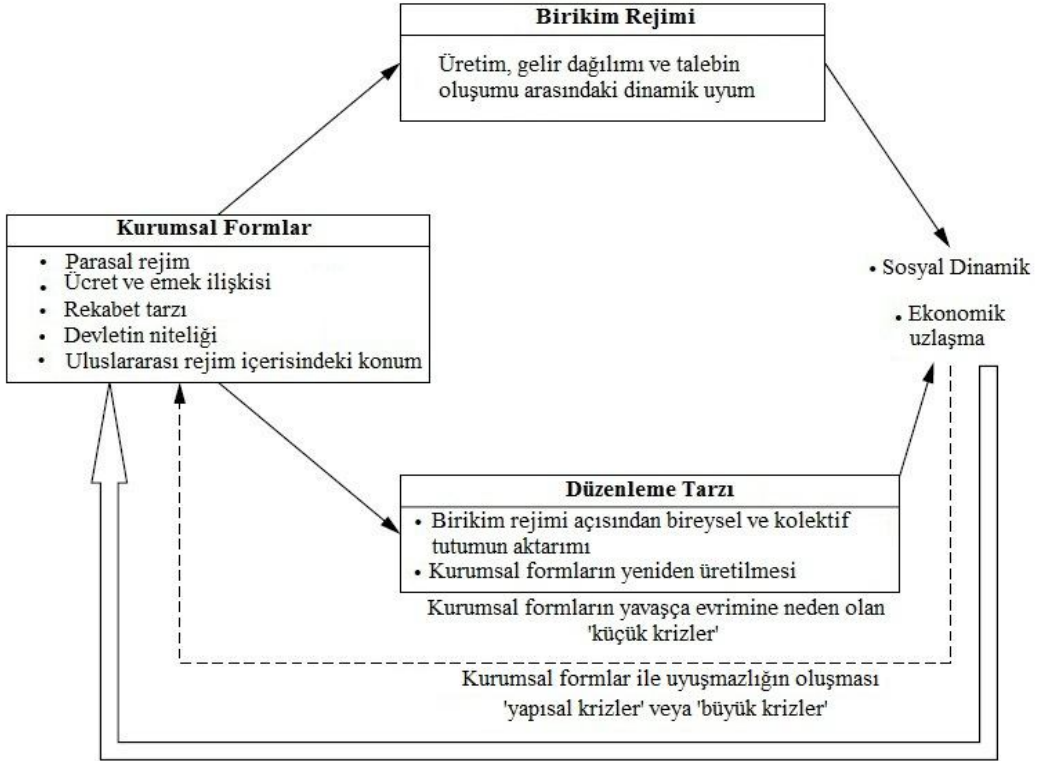 Birikim Rejimi
Üretim, gelir dağılımı ve talebin
oluşumu arasındaki dinamik uyum
Kurumsal Formlar
• Parasal rejim
• Ücret ve emek ilişkisi
• Rekabet tarzı
• Devletin niteliği
• Uluslararası rejim içerisindeki konum
• Sosyal Dinamik
• Ekonomik
uzlaşma
Düzenleme Tarzı
• Birikim rejimi açısından bireysel ve kolektif
tutumun aktarımı
• Kurumsal formların yeniden üretilmesi
Kurumsal formların yavaşça evrimine neden olan
'küçük krizler'
Kurumsal formlar ile uyuşmazlığın oluşması
'yapısal krizler' veya 'büyük krizler'